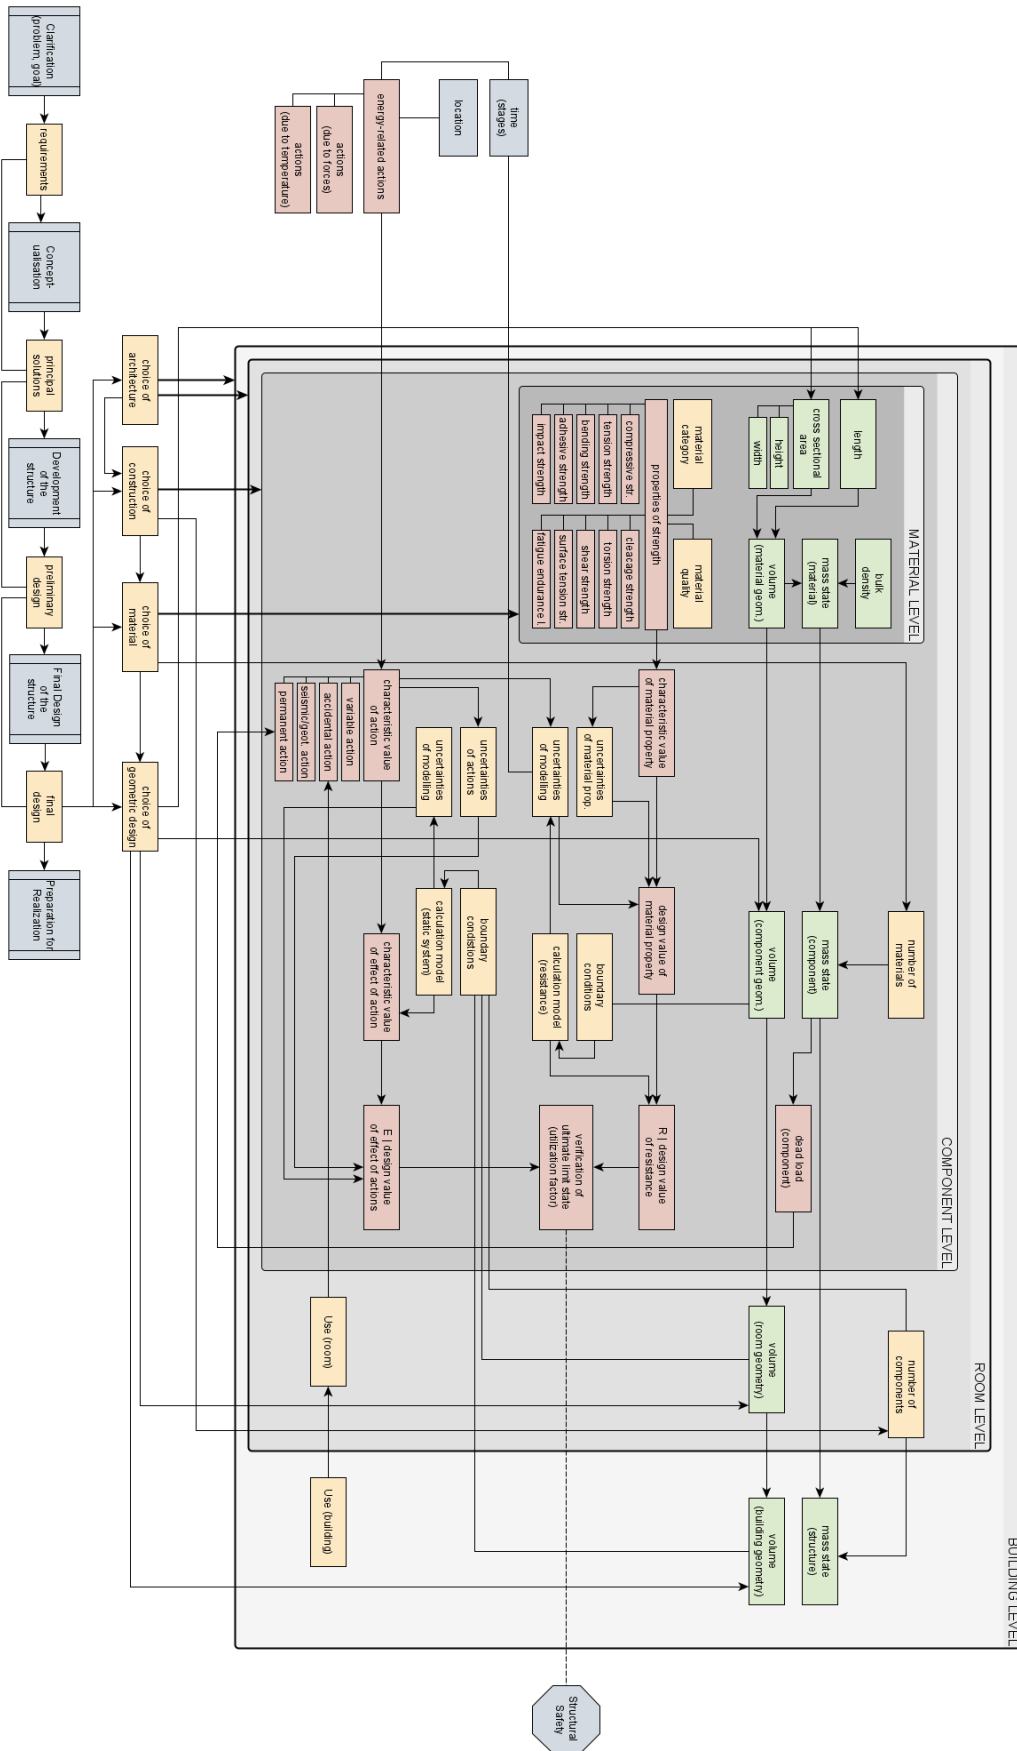 BUILDING LEVEL
ROOM LEVEL
COMPONENT LEVEL
MATERIAL LEVEL
bulk
density
mass state
(material)
volume
(material geom.)
length
cross sectional
area
height
width
material
category
material
quality
properties of strength
compressive str.
tension strength
bending strength
adhesive strength
impact strength
cleacage strength
torsion strength
shear strength
surface tension str.
fatigue endurance l.
time
(stages)
location
energy-related actions
actions
(due to forces)
actions
(due to temperature)
number of
materials
mass state
(component)
volume
(component geom.)
dead load
(component)
characteristic value
of material property
uncertainties
of material prop.
uncertainties
of modelling
design value of
material property
boundary
conditions
calculation model
(resistance)
R | design value
of resistance
verification of
ultimate limit state
(utilization factor)
uncertainties
of actions
uncertainties
of modelling
characteristic value
of action
variable action
accidental action
seismic/geot. action
permanent action
boundary
condistions
calculation model
(static system)
characteristic value
of effect of action
E | design value
of effect of actions
number of
components
volume
(room geometry)
Use (room)
mass state
(structure)
volume
(building geometry)
Use (building)
Structural
Safety
choice of
architecture
choice of
construction
choice of
material
choice of
geometric design
Clarification
(problem, goal)
requirements
Concept-
ualisation
principal
solutions
Development
of the
structure
preliminary
design
Final Design
of the
structure
final
design
Preparation for
Realization